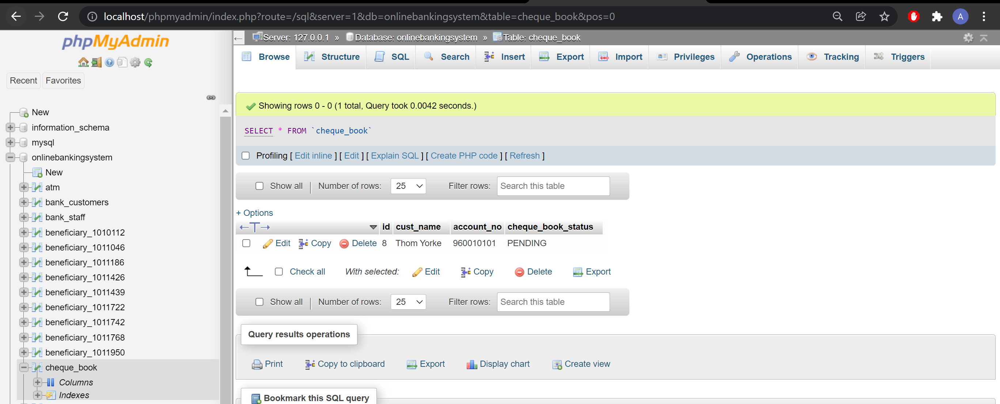 localhost/phpmyadmin/index.php?route=/sql&server=1&db=onlinebankingsystem&table=cheque_book&pos=0
A
phpMyAdmin
Recent Favorites
New
information_schema
mysql
onlinebankingsystem
New
atm
bank_customers
bank_staff
beneficiary_1010112
beneficiary_1011046
beneficiary_1011186
beneficiary_1011426
beneficiary_1011439
beneficiary_1011722
beneficiary_1011742
beneficiary_1011768
beneficiary_1011950
cheque_book
Columns
Indexes
Server: 127.0.0.1 » Database: onlinebankingsystem » Table: cheque_book
Browse Structure SQL Search Insert Export Import Privileges Operations Tracking Triggers
Showing rows 0 - 0 (1 total, Query took 0.0042 seconds.)
SELECT * FROM `cheque_book`
Profiling [ Edit inline ] [ Edit ] [ Explain SQL ] [ Create PHP code ] [ Refresh ]
Show all | Number of rows: 25 Filter rows: Search this table
+ Options
←T→ id cust_name account_no cheque_book_status
Edit Copy Delete 8 Thom Yorke 960010101 PENDING
Check all With selected: Edit Copy Delete Export
Show all | Number of rows: 25 Filter rows: Search this table
Query results operations
Print Copy to clipboard Export Display chart Create view
Bookmark this SQL query